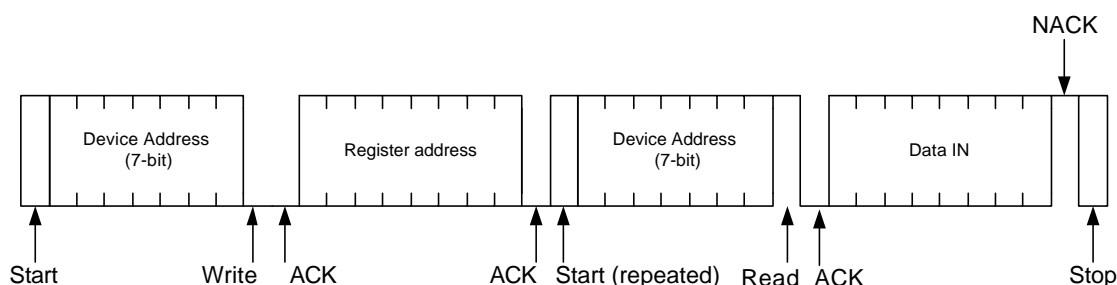 NACK
Device Address
(7-bit)
Register address
Device Address
(7-bit)
Data IN
Start
Write
ACK
ACK
Start (repeated)
Read
ACK
Stop